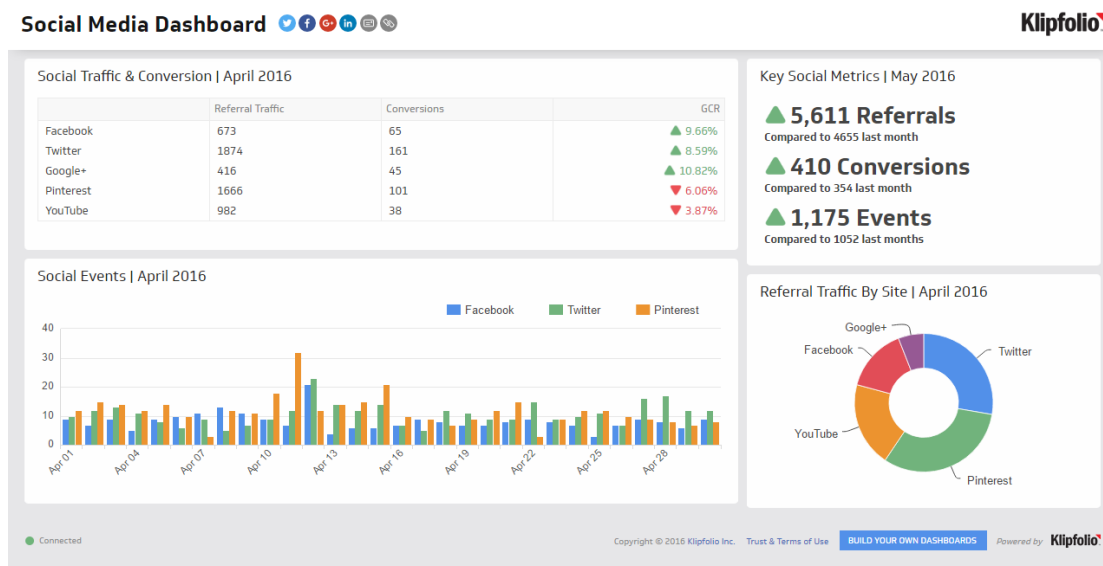 Social Media Dashboard
Klipfolio
Social Traffic & Conversion | April 2016
Referral Traffic Conversions GCR
Facebook 673 65 9.66%
Twitter 1874 161 8.59%
Google+ 416 45 10.82%
Pinterest 1666 101 6.06%
YouTube 982 38 3.87%
Key Social Metrics | May 2016
5,611 Referrals
Compared to 4655 last month
410 Conversions
Compared to 354 last month
1,175 Events
Compared to 1052 last months
Social Events | April 2016
Facebook Twitter Pinterest
40
30
20
10
0
Apr 01 Apr 04 Apr 07 Apr 10 Apr 13 Apr 16 Apr 19 Apr 22 Apr 25 Apr 28
Referral Traffic By Site | April 2016
Google+
Facebook
Twitter
YouTube
Pinterest
Connected
Copyright © 2016 Klipfolio Inc. Trust & Terms of Use BUILD YOUR OWN DASHBOARDS Powered by Klipfolio